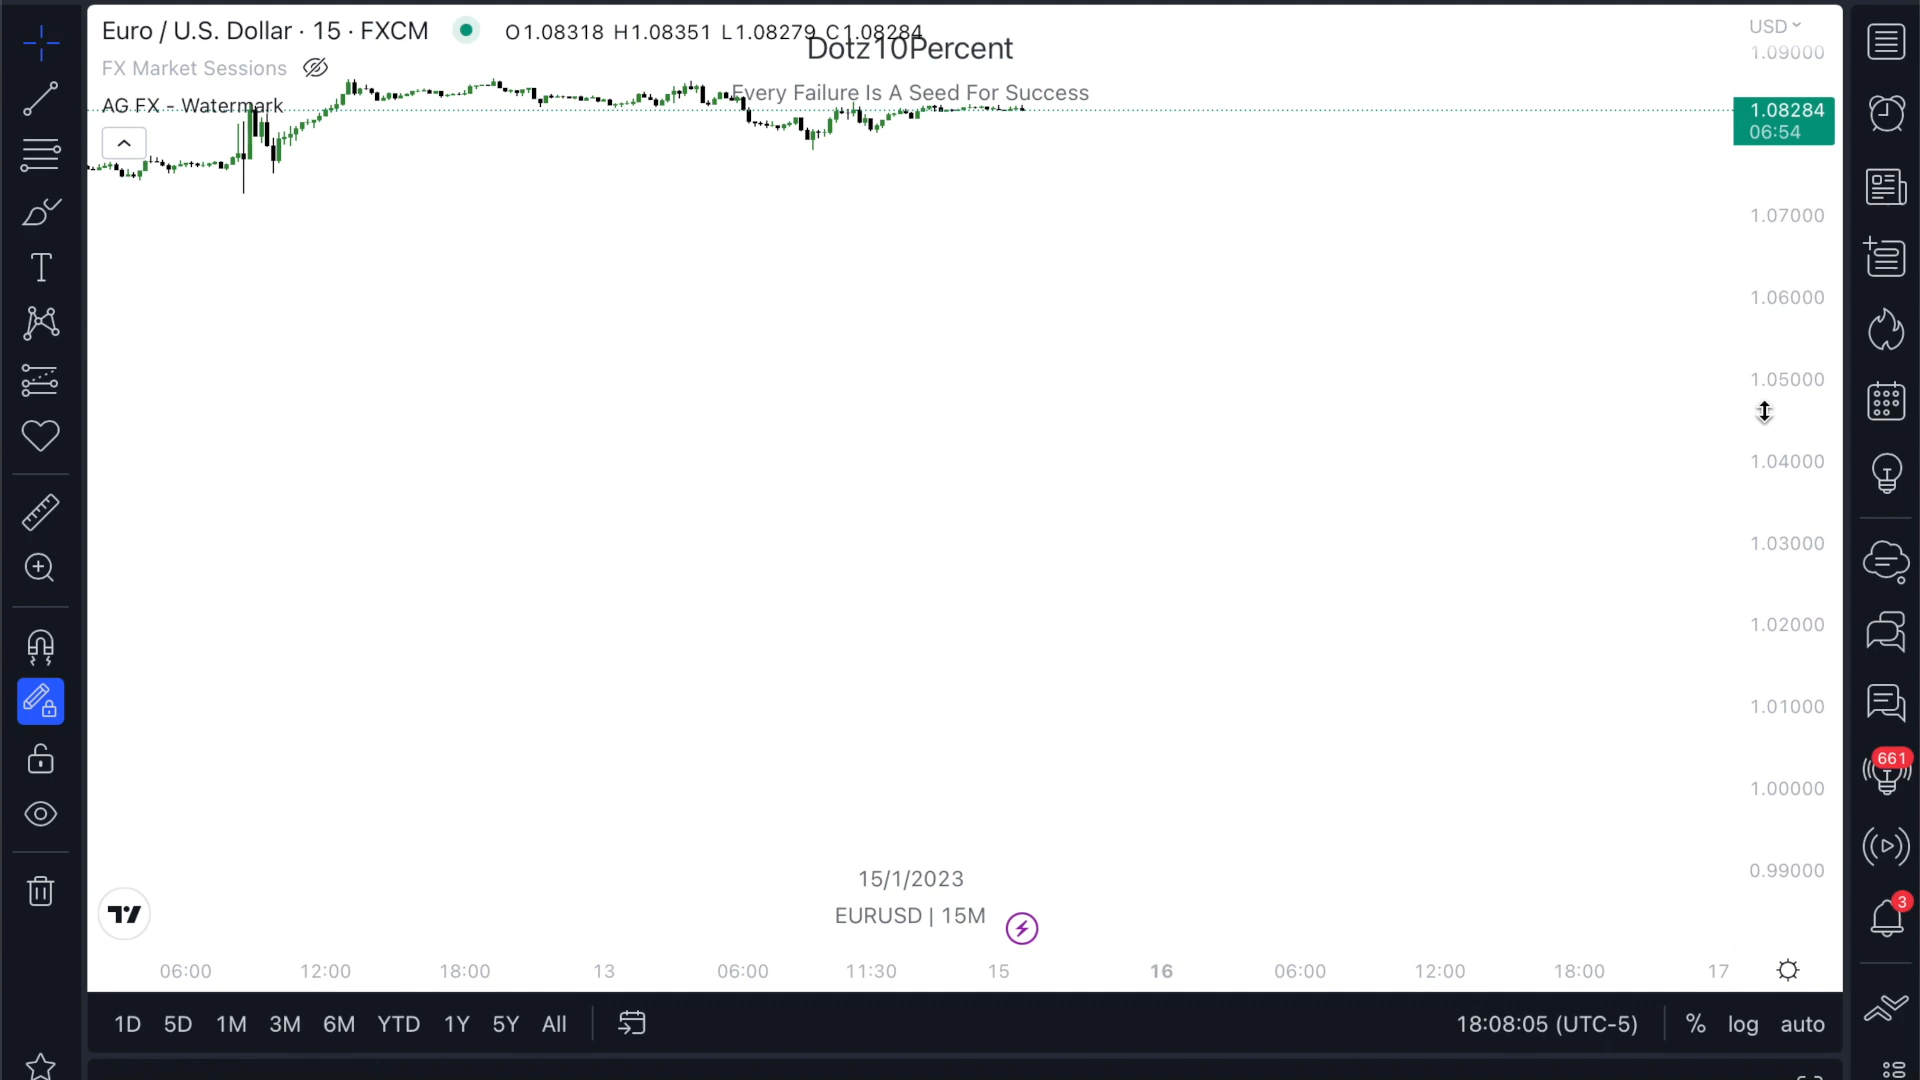 Euro / U.S. Dollar · 15 · FXCM
O1.08318 H1.08351 L1.08279 C1.08284
Dotz10Percent
FX Market Sessions
Every Failure Is A Seed For Success
AG FX - Watermark
USD
1.09000
1.08284
06:54
1.07000
1.06000
1.05000
1.04000
1.03000
1.02000
1.01000
1.00000
0.99000
661
3
15/1/2023
EURUSD | 15M
06:00 12:00 18:00 13 06:00 11:30 15 16 06:00 12:00 18:00 17
1D 5D 1M 3M 6M YTD 1Y 5Y All
18:08:05 (UTC-5) % log auto